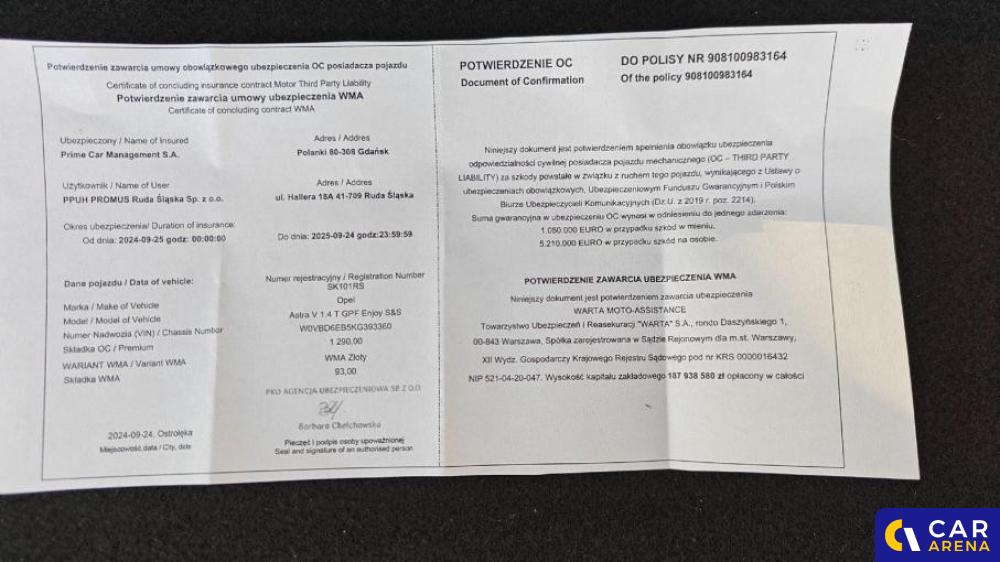 Potwierdzenie zawarcia umowy obowiązkowego ubezpieczenia OC posiadacza pojazdu
Certificate of concluding insurance contract Motor Third Party Liability
Potwierdzenie zawarcia umowy ubezpieczenia WMA
Certificate of concluding contract WMA
Ubezpieczony / Name of Insured
Adres / Address
Prime Car Management S.A.
Polanki 80-308 Gdańsk
Użytkownik / Name of User
Adres / Address
PPUH PROMUS Ruda Śląska Sp. z o.o.
ul. Hallera 18A 41-709 Ruda Śląska
Okres ubezpieczenia/ Duration of insurance:
Od dnia: 2024-09-25 godz: 00:00:00
Do dnia: 2025-09-24 godz:23:59:59
Dane pojazdu / Data of vehicle:
Numer rejestracyjny / Registration Number
SK101RS
Marka / Make of Vehicle
Opel
Model / Model of Vehicle
Astra V 1.4 T GPF Enjoy S&S
Numer Nadwozia (VIN) / Chassis Number
W0VBD6EB5KG393360
Składka OC / Premium
1 290,00
WARIANT WMA / Variant WMA
WMA Złoty
Składka WMA
93,00
PKO AGENCJA UBEZPIECZENIOWA SP. Z O.O
Barbara Chełchowska
2024-09-24, Ostrołęka
Miejscowość data / City, date
Pieczęć i podpis osoby upoważnionej
Seal and signature of an authorised person
POTWIERDZENIE OC
DO POLISY NR 908100983164
Document of Confirmation
Of the policy 908100983164
Niniejszy dokument jest potwierdzeniem spełnienia obowiązku ubezpieczenia
odpowiedzialności cywilnej posiadacza pojazdu mechanicznego (OC – THIRD PARTY
LIABILITY) za szkody powstałe w związku z ruchem tego pojazdu, wynikającego z Ustawy o
ubezpieczeniach obowiązkowych, Ubezpieczeniowym Funduszu Gwarancyjnym i Polskim
Biurze Ubezpieczycieli Komunikacyjnych (Dz.U. z 2019 r. poz. 2214).
Suma gwarancyjna w ubezpieczeniu OC wynosi w odniesieniu do jednego zdarzenia:
1.050.000 EURO w przypadku szkód w mieniu,
5.210.000 EURO w przypadku szkód na osobie.
POTWIERDZENIE ZAWARCIA UBEZPIECZENIA WMA
Niniejszy dokument jest potwierdzeniem zawarcia ubezpieczenia
WARTA MOTO-ASSISTANCE
Towarzystwo Ubezpieczeń i Reasekuracji "WARTA" S.A., rondo Daszyńskiego 1,
00-843 Warszawa, Spółka zarejestrowana w Sądzie Rejonowym dla m.st. Warszawy,
XII Wydz. Gospodarczy Krajowego Rejestru Sądowego pod nr KRS 0000016432
NIP 521-04-20-047. Wysokość kapitału zakładowego 187 938 580 zł opłacony w całości
CAR
ARENA